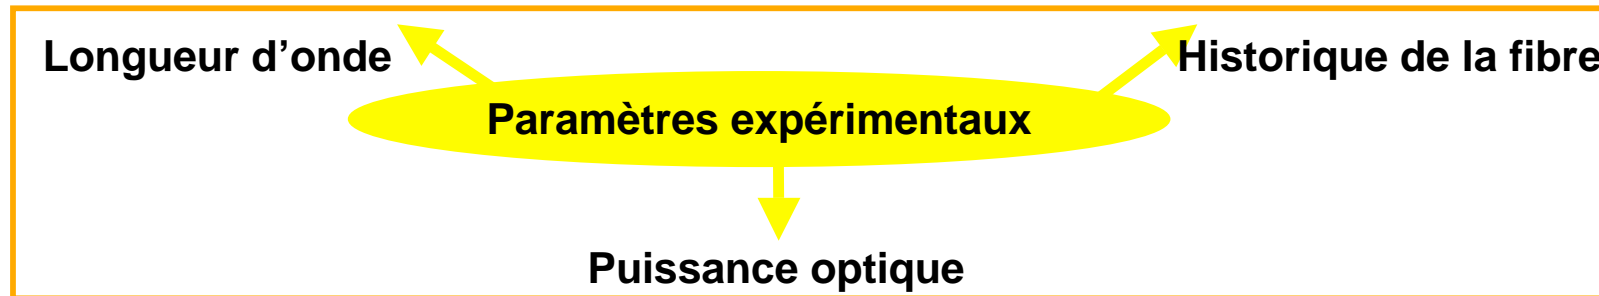 Longueur d’onde
Historique de la fibre
Paramètres expérimentaux
Puissance optique